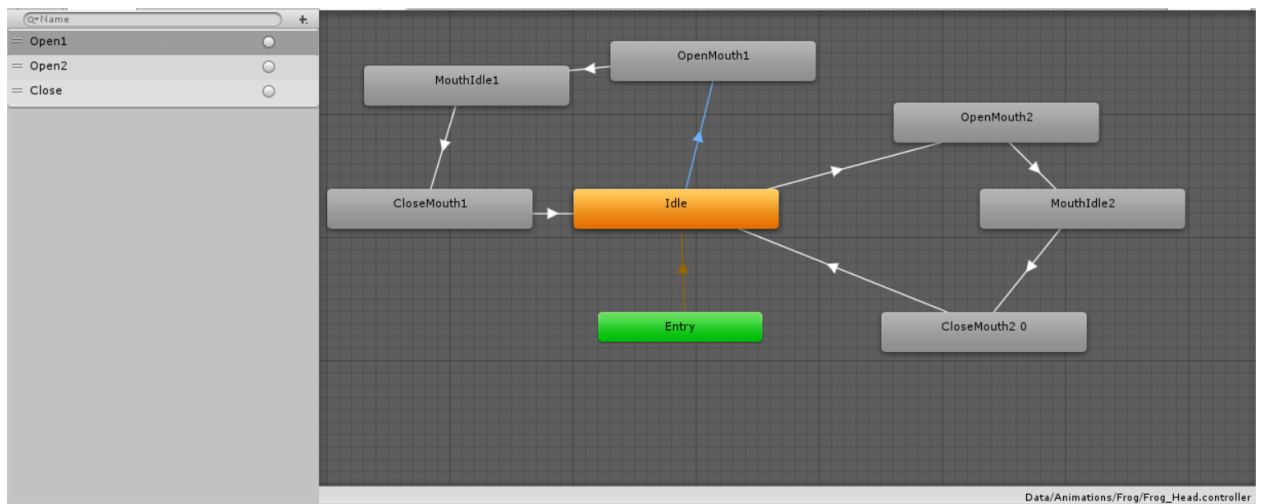 Name
Open1
Open2
Close
OpenMouth1
MouthIdle1
OpenMouth2
CloseMouth1
Idle
MouthIdle2
Entry
CloseMouth2 0
Data/Animations/Frog/Frog_Head.controller